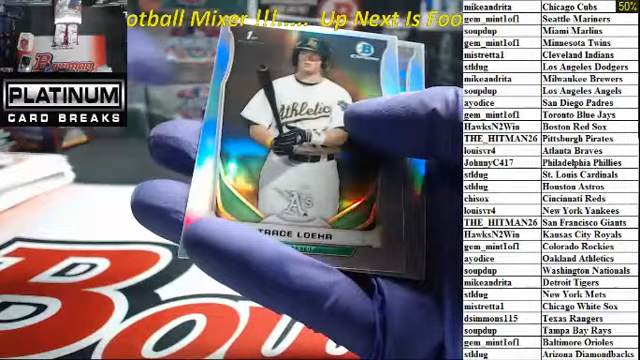 ootball Mixer !!!..... Up Next Is Foo
PLATINUM
CARD BREAKS
Bowman
1st
B
Athletics
A's
TRACE LOEHR
Bo
mikeandrita Chicago Cubs 50%
gem_mint1of1 Seattle Mariners
soupdup Miami Marlins
gem_mint1of1 Minnesota Twins
mistretta1 Cleveland Indians
stldug Los Angeles Dodgers
mikeandrita Milwaukee Brewers
soupdup Los Angeles Angels
ayodice San Diego Padres
gem_mint1of1 Toronto Blue Jays
HawksN2Win Boston Red Sox
THE_HITMAN26 Pittsburgh Pirates
louisvr4 Atlanta Braves
JohnnyC417 Philadelphia Phillies
stldug St. Louis Cardinals
stldug Houston Astros
chisox Cincinnati Reds
louisvr4 New York Yankees
THE_HITMAN26 San Francisco Giants
HawksN2Win Kansas City Royals
gem_mint1of1 Colorado Rockies
ayodice Oakland Athletics
soupdup Washington Nationals
mikeandrita Detroit Tigers
stldug New York Mets
mistretta1 Chicago White Sox
dsimmons115 Texas Rangers
soupdup Tampa Bay Rays
gem_mint1of1 Baltimore Orioles
stldug Arizona Diamondbacks